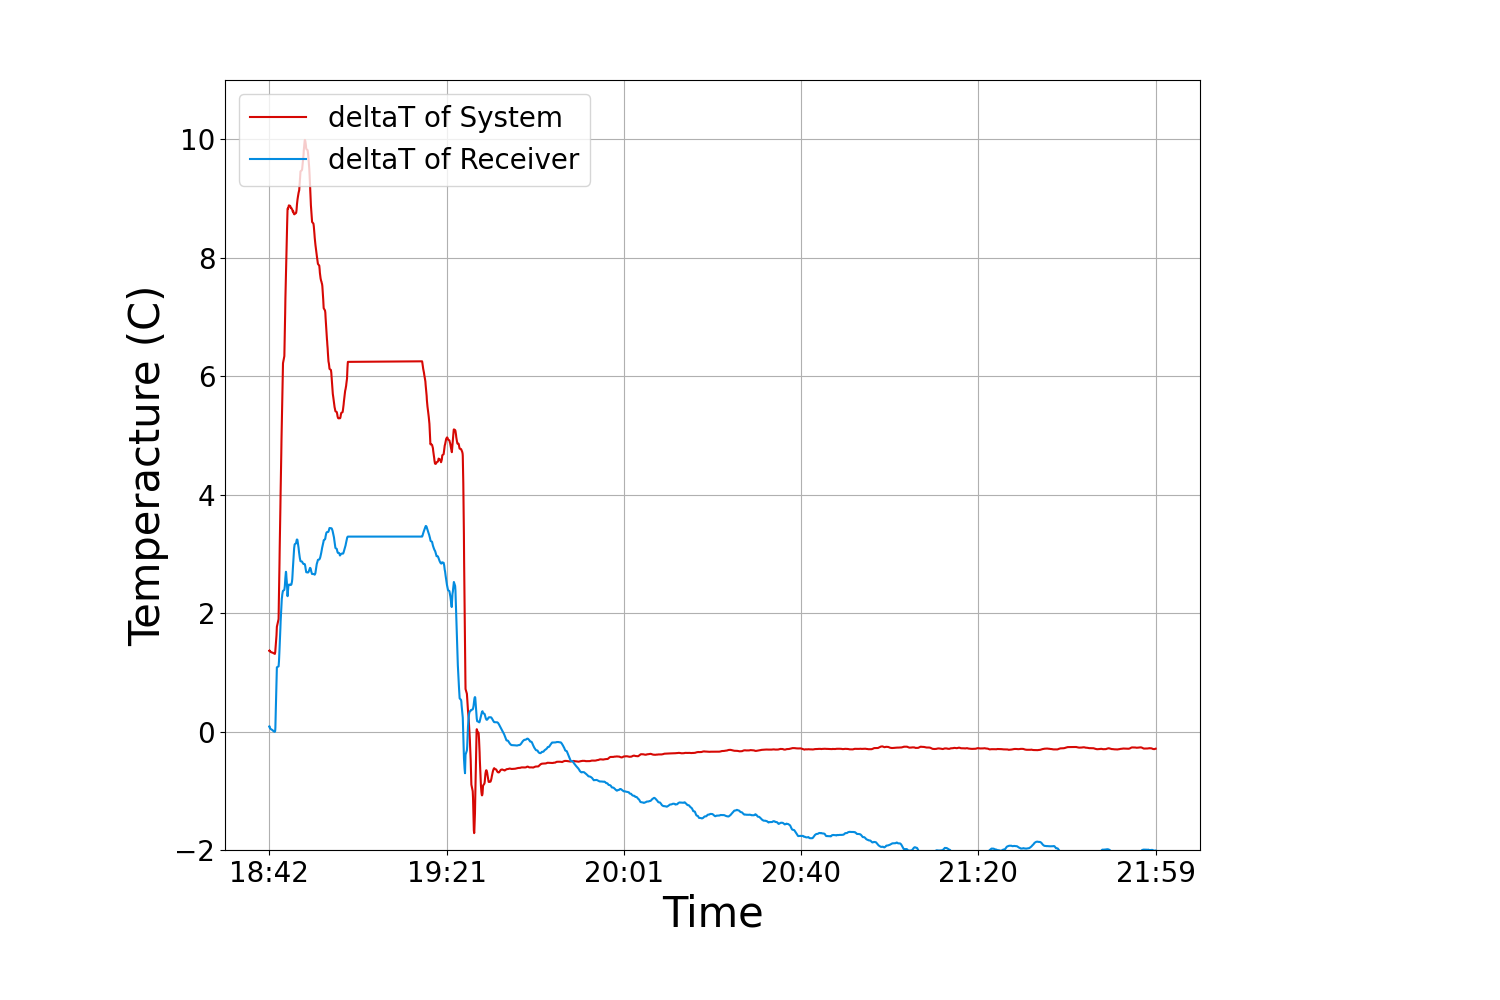 deltaT of System
deltaT of Receiver
10
8
6
4
2
0
−2
Temperacture (C)
18:42 19:21 20:01 20:40 21:20 21:59
Time